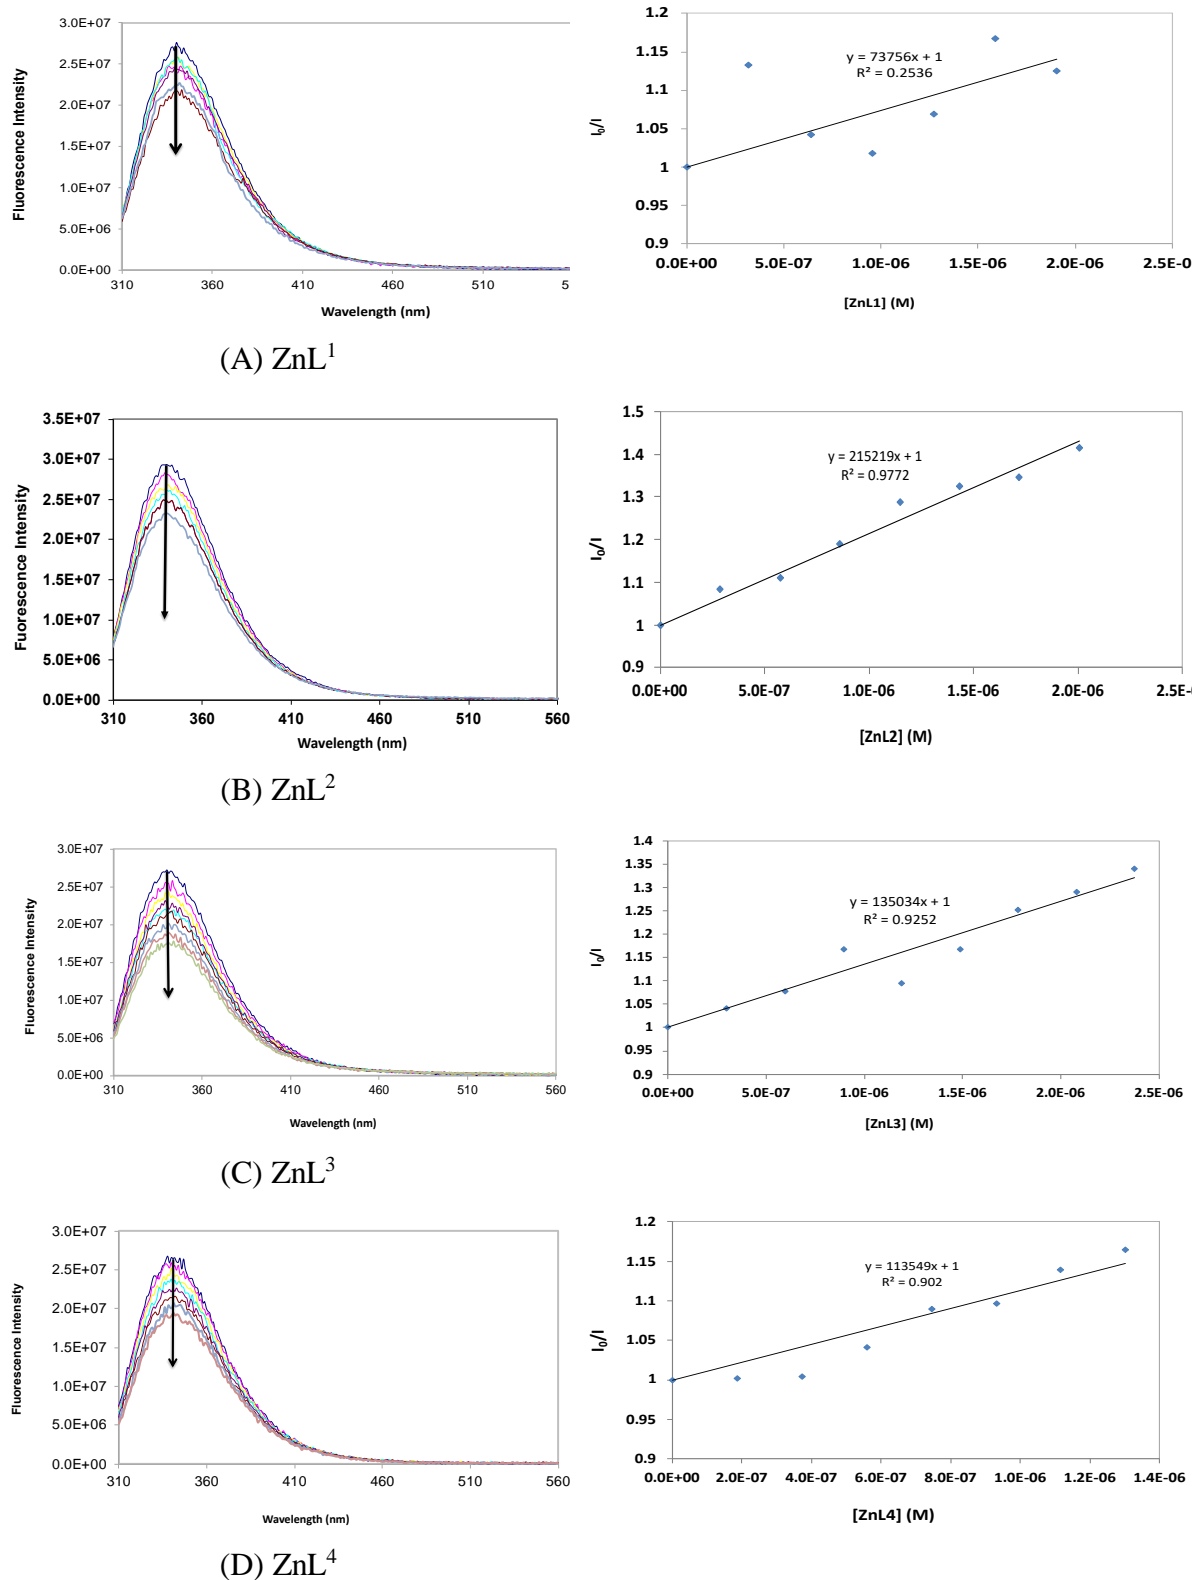 3.0E+07
2.5E+07
2.0E+07
1.5E+07
1.0E+07
5.0E+06
0.0E+00
310 360 410 460 510 5
Fluorescence Intensity
Wavelength (nm)
1.2
1.15
1.1
1.05
1
0.95
0.9
0.0E+00 5.0E-07 1.0E-06 1.5E-06 2.0E-06 2.5E-0
I0/I
y = 73756x + 1
R² = 0.2536
[ZnL1] (M)
(A) ZnL¹
3.5E+07
3.0E+07
2.5E+07
2.0E+07
1.5E+07
1.0E+07
5.0E+06
0.0E+00
310 360 410 460 510 560
Fuorescence Intensity
Wavelength (nm)
1.5
1.4
1.3
1.2
1.1
1
0.9
0.0E+00 5.0E-07 1.0E-06 1.5E-06 2.0E-06 2.5E-0
I0/I
y = 215219x + 1
R² = 0.9772
[ZnL2] (M)
(B) ZnL²
3.0E+07
2.5E+07
2.0E+07
1.5E+07
1.0E+07
5.0E+06
0.0E+00
310 360 410 460 510 560
Fluorescence Intensity
Wavelength (nm)
1.4
1.35
1.3
1.25
1.2
1.15
1.1
1.05
1
0.95
0.9
0.0E+00 5.0E-07 1.0E-06 1.5E-06 2.0E-06 2.5E-06
I0/I
y = 135034x + 1
R² = 0.9252
[ZnL3] (M)
(C) ZnL³
3.0E+07
2.5E+07
2.0E+07
1.5E+07
1.0E+07
5.0E+06
0.0E+00
310 360 410 460 510 560
Fluorescence Intensity
Wavelength (nm)
1.2
1.15
1.1
1.05
1
0.95
0.9
0.0E+00 2.0E-07 4.0E-07 6.0E-07 8.0E-07 1.0E-06 1.2E-06 1.4E-06
I0/I
y = 113549x + 1
R² = 0.902
[ZnL4] (M)
(D) ZnL⁴